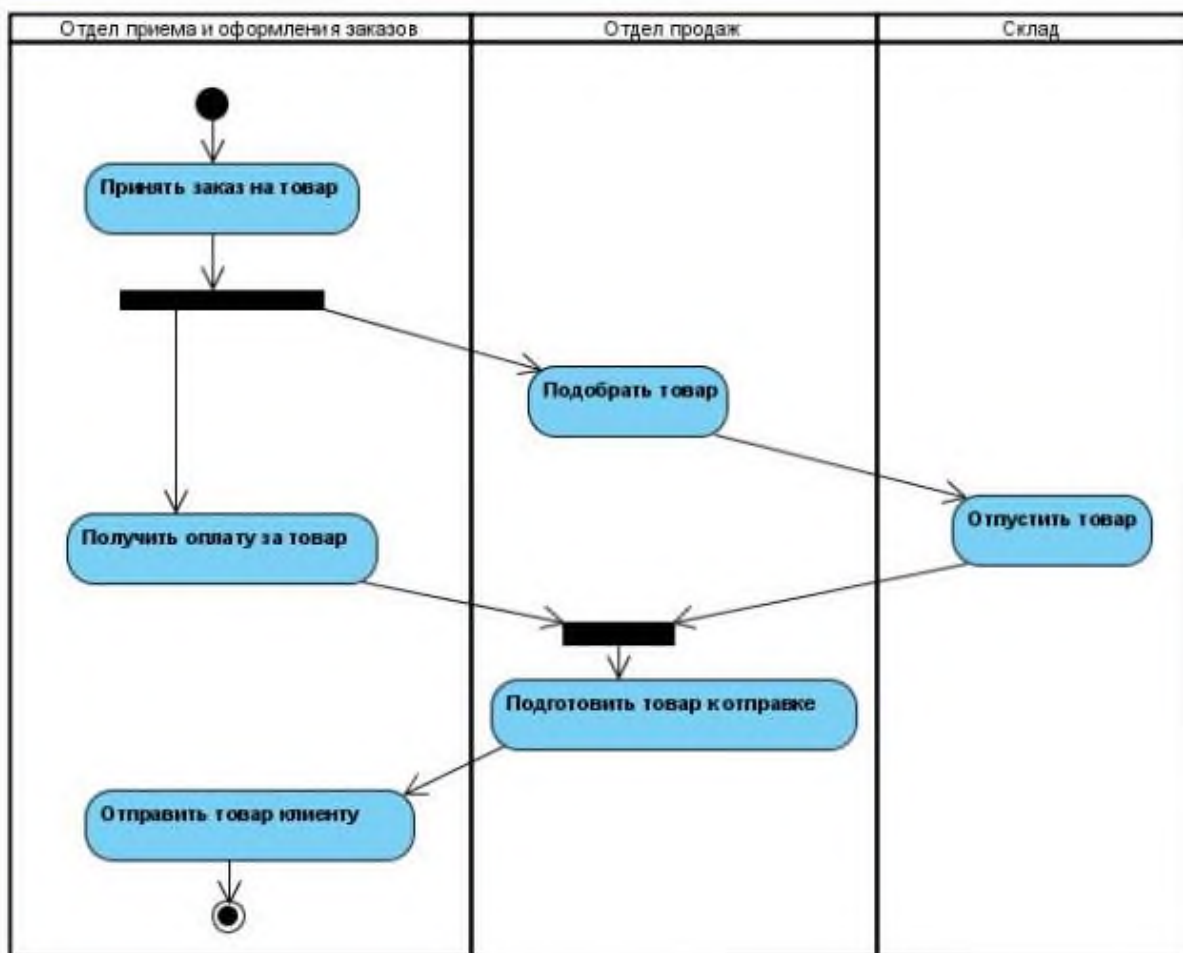 Отдел приема и оформления заказов
Отдел продаж
Склад
Принять заказ на товар
Подобрать товар
Отпустить товар
Получить оплату за товар
Подготовить товар к отправке
Отправить товар клиенту